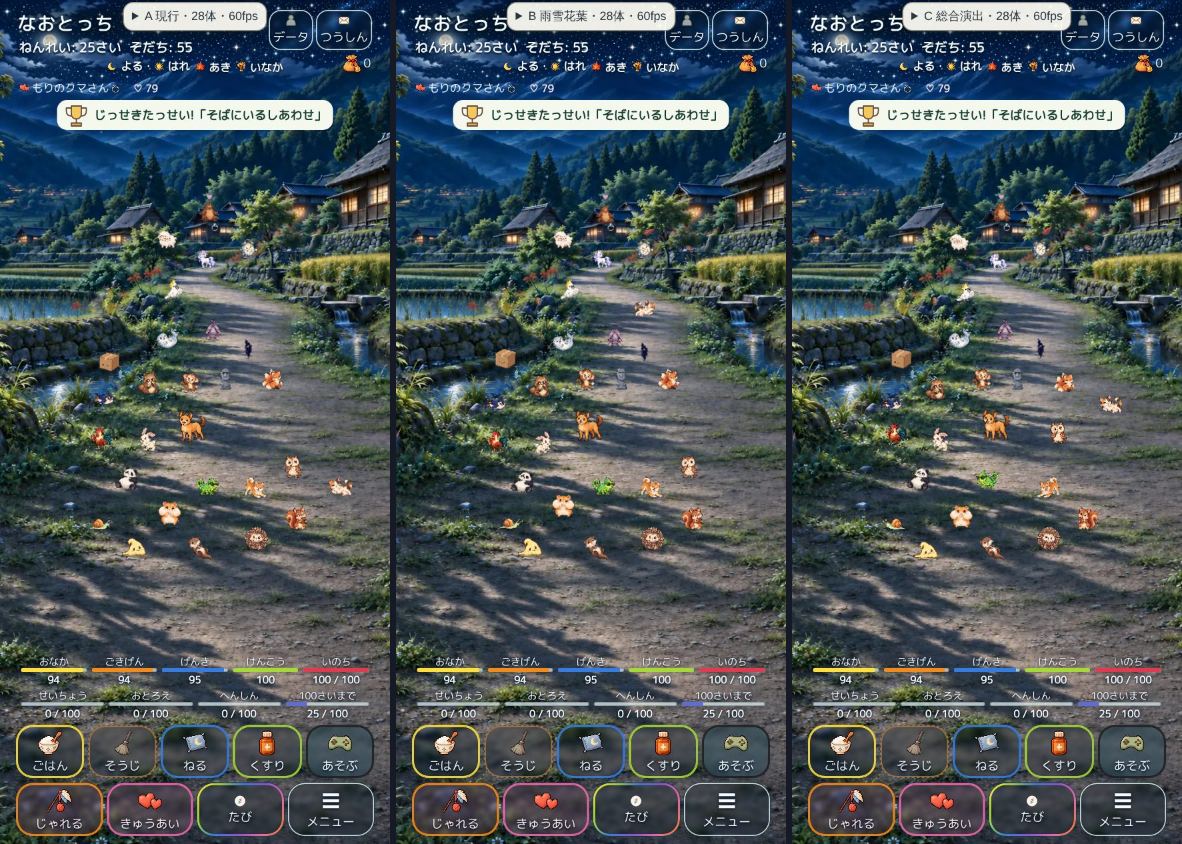 ▶ A 現行・28体・60fps
なおとっち
データ
つうしん
ねんれい: 25さい そだち: 55
よる・はれ あき いなか
0
もりのクマさん
♡ 79
じっせきたっせい!「そばにいるしあわせ」
おなか ごきげん げんき けんこう いのち
94 94 95 100 100 / 100
せいちょう おとろえ へんしん 100さいまで
0 / 100 0 / 100 0 / 100 25 / 100
ごはん そうじ ねる くすり あそぶ
じゃれる きゅうあい たび メニュー
▶ B 雨雪花葉・28体・60fps
なおとっち
データ
つうしん
ねんれい: 25さい そだち: 55
よる・はれ あき いなか
0
もりのクマさん
♡ 79
じっせきたっせい!「そばにいるしあわせ」
おなか ごきげん げんき けんこう いのち
94 94 95 100 100 / 100
せいちょう おとろえ へんしん 100さいまで
0 / 100 0 / 100 0 / 100 25 / 100
ごはん そうじ ねる くすり あそぶ
じゃれる きゅうあい たび メニュー
▶ C 総合演出・28体・60fps
なおとっち
データ
つうしん
ねんれい: 25さい そだち: 55
よる・はれ あき いなか
0
もりのクマさん
♡ 79
じっせきたっせい!「そばにいるしあわせ」
おなか ごきげん げんき けんこう いのち
94 94 95 100 100 / 100
せいちょう おとろえ へんしん 100さいまで
0 / 100 0 / 100 0 / 100 25 / 100
ごはん そうじ ねる くすり あそぶ
じゃれる きゅうあい たび メニュー